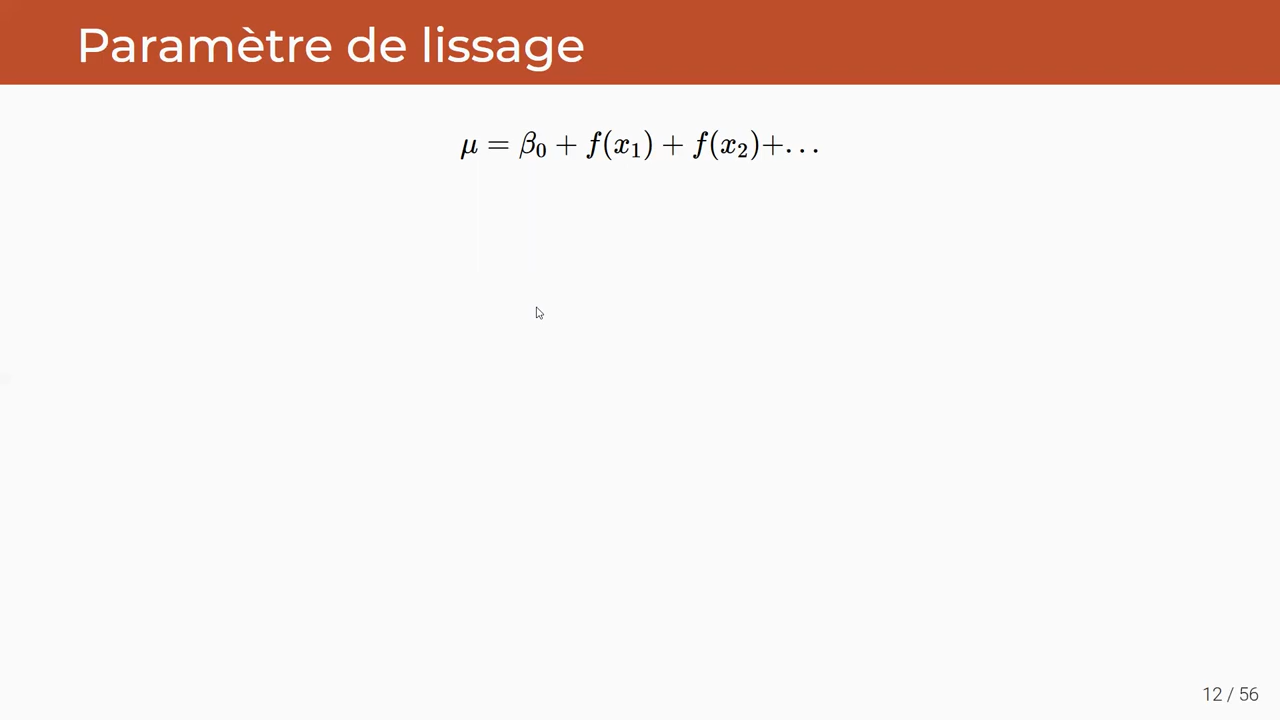 Paramètre de lissage
μ = β₀ + f(x₁) + f(x₂)+…
12 / 56